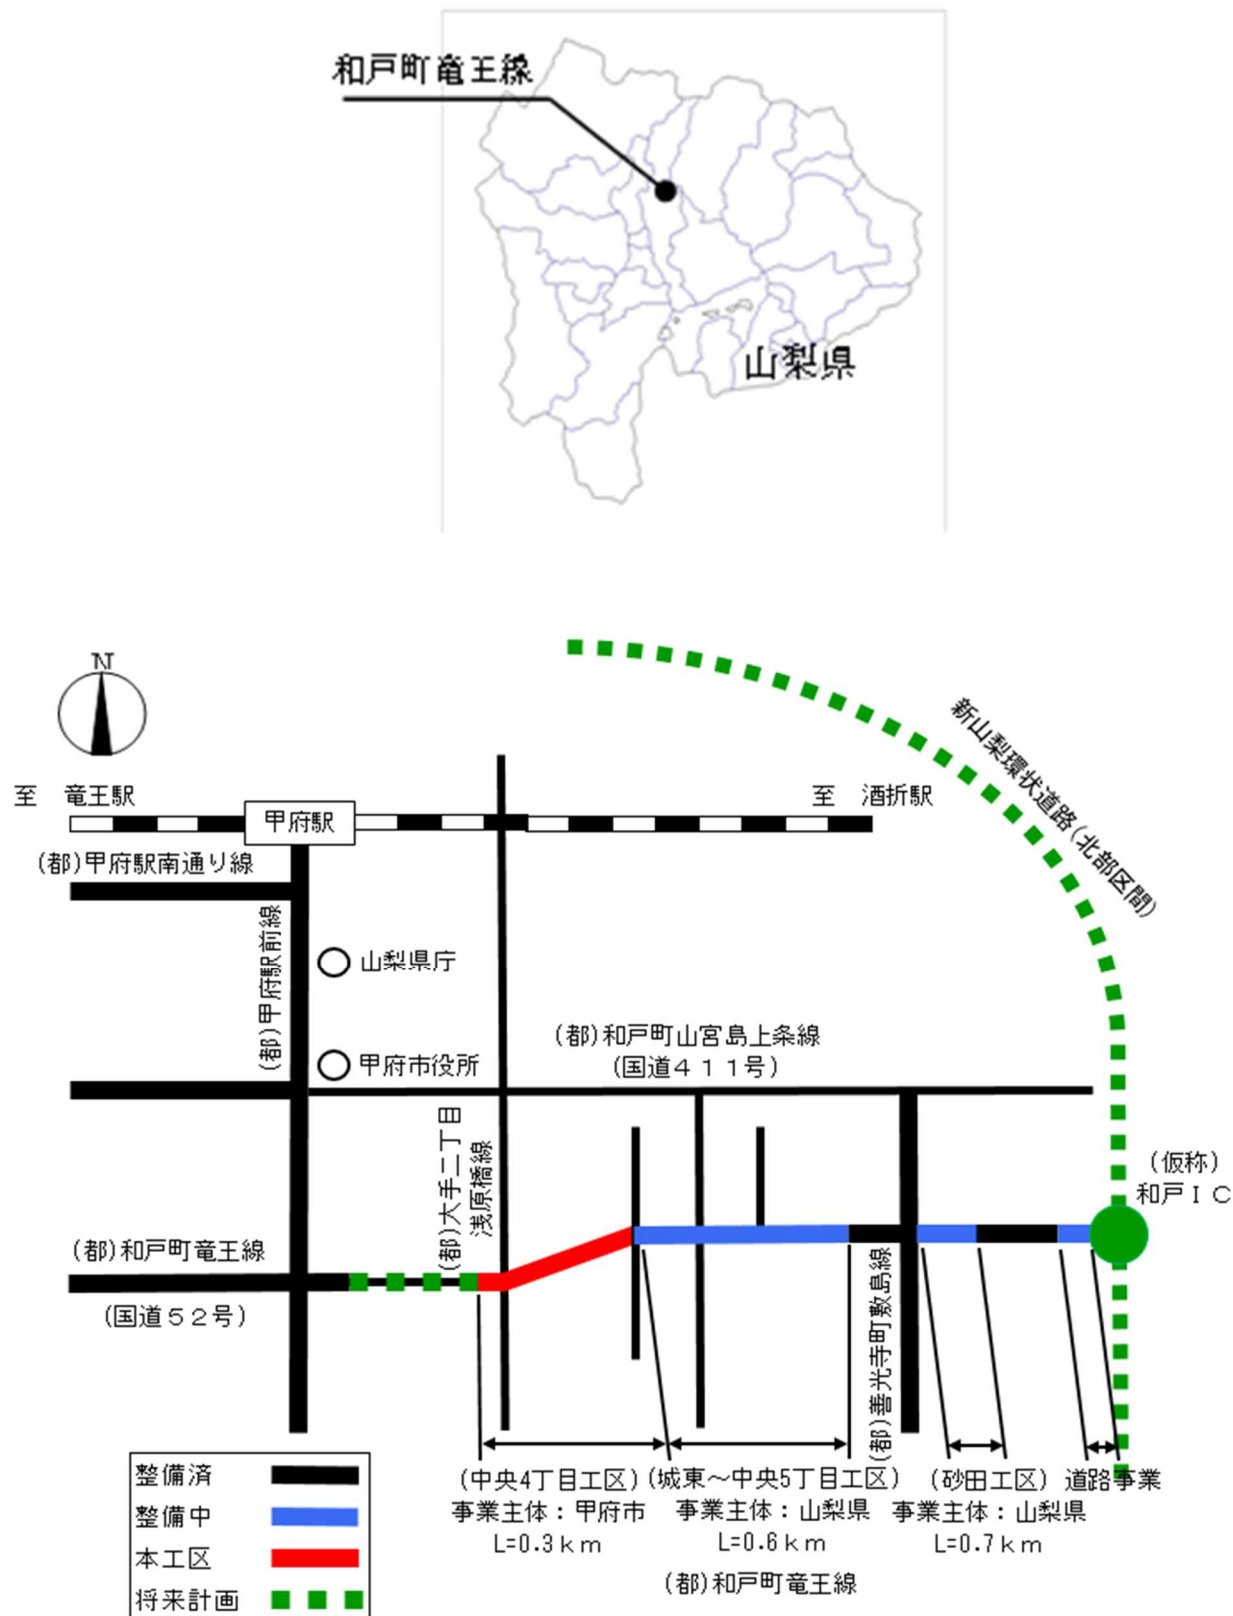 和戸町竜王線
山梨県
N
新山梨環状道路(北部区間)
至　竜王駅
甲府駅
至　酒折駅
(都)甲府駅南通り線
(都)甲府駅前線
山梨県庁
甲府市役所
(都)和戸町山宮島上条線
(国道４１１号)
(都)大手二丁目
浅原橋線
(仮称)
和戸ＩＣ
(都)和戸町竜王線
(国道５２号)
(都)善光寺町敷島線
整備済
整備中
本工区
将来計画
(中央4丁目工区)
事業主体：甲府市
L=0.3ｋｍ
(城東～中央5丁目工区)
事業主体：山梨県
L=0.6ｋｍ
(砂田工区)
事業主体：山梨県
L=0.7ｋｍ
道路事業
(都)和戸町竜王線